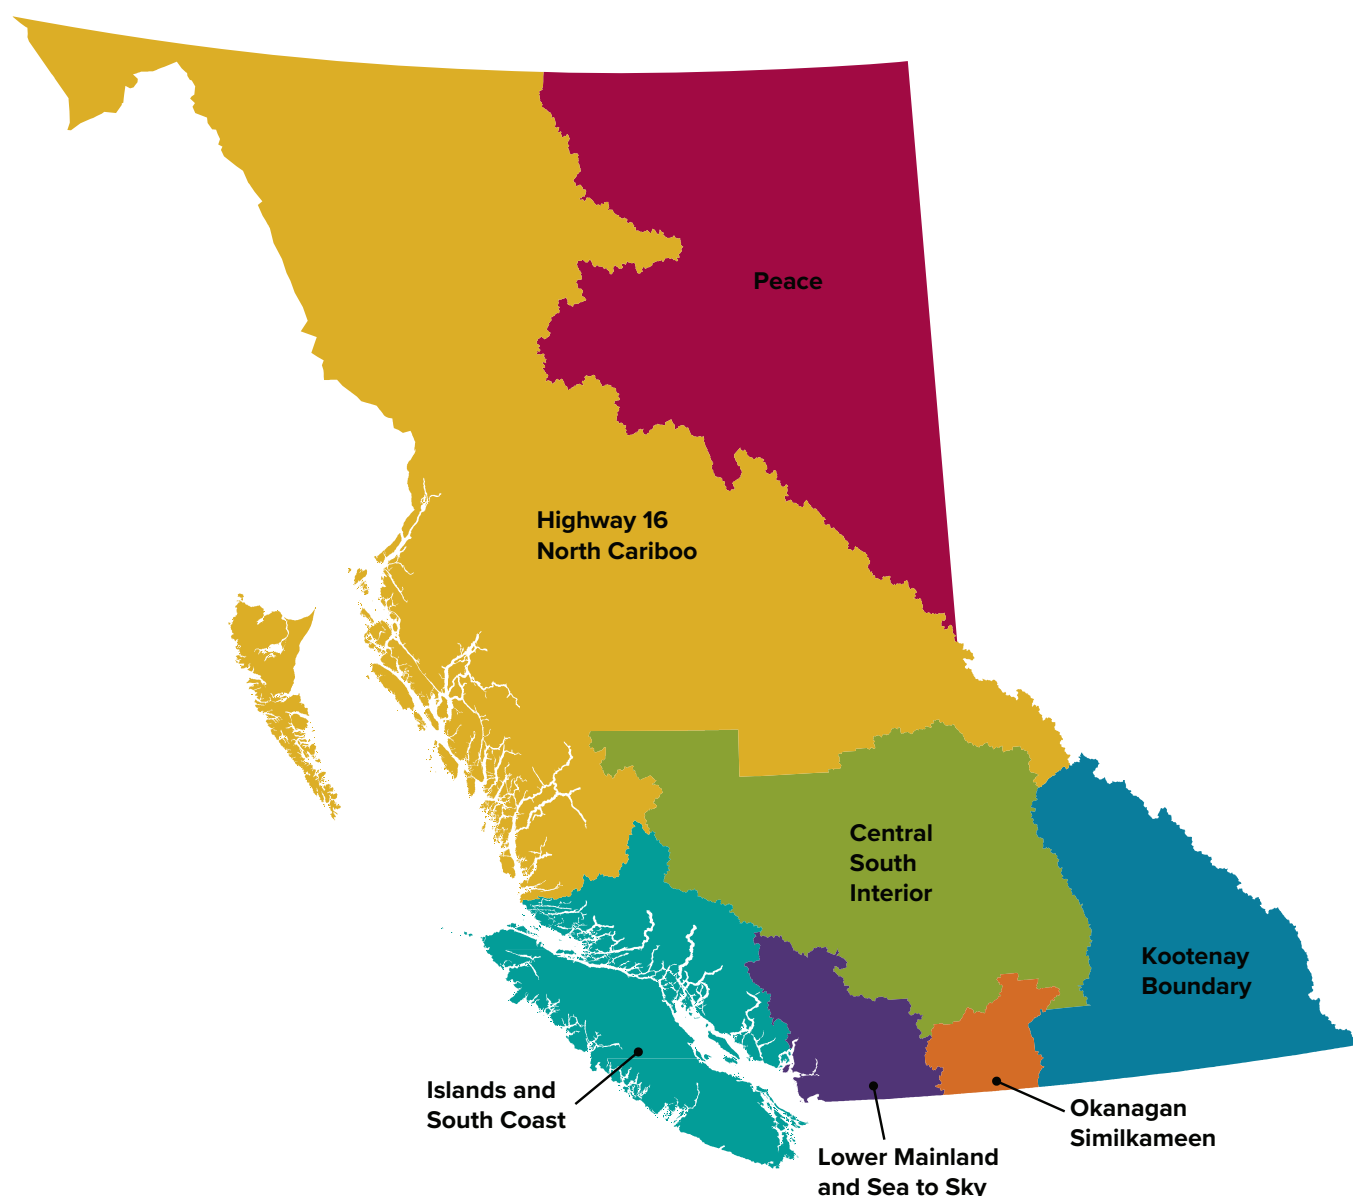 Peace
Highway 16
North Cariboo
Central
South
Interior
Kootenay
Boundary
Islands and
South Coast
Okanagan
Similkameen
Lower Mainland
and Sea to Sky